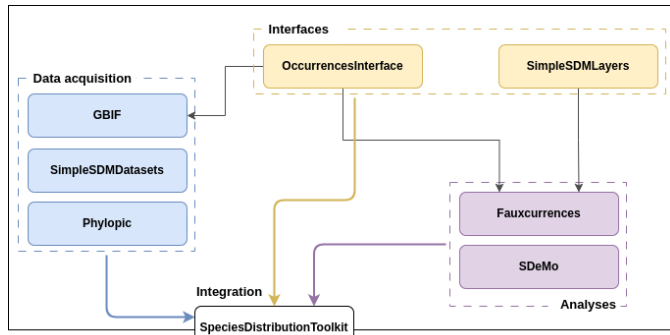 Interfaces
OccurrencesInterface
SimpleSDMLayers
Data acquisition
GBIF
SimpleSDMDatasets
Phylopic
Fauxcurrences
SDeMo
Analyses
Integration
SpeciesDistributionToolkit